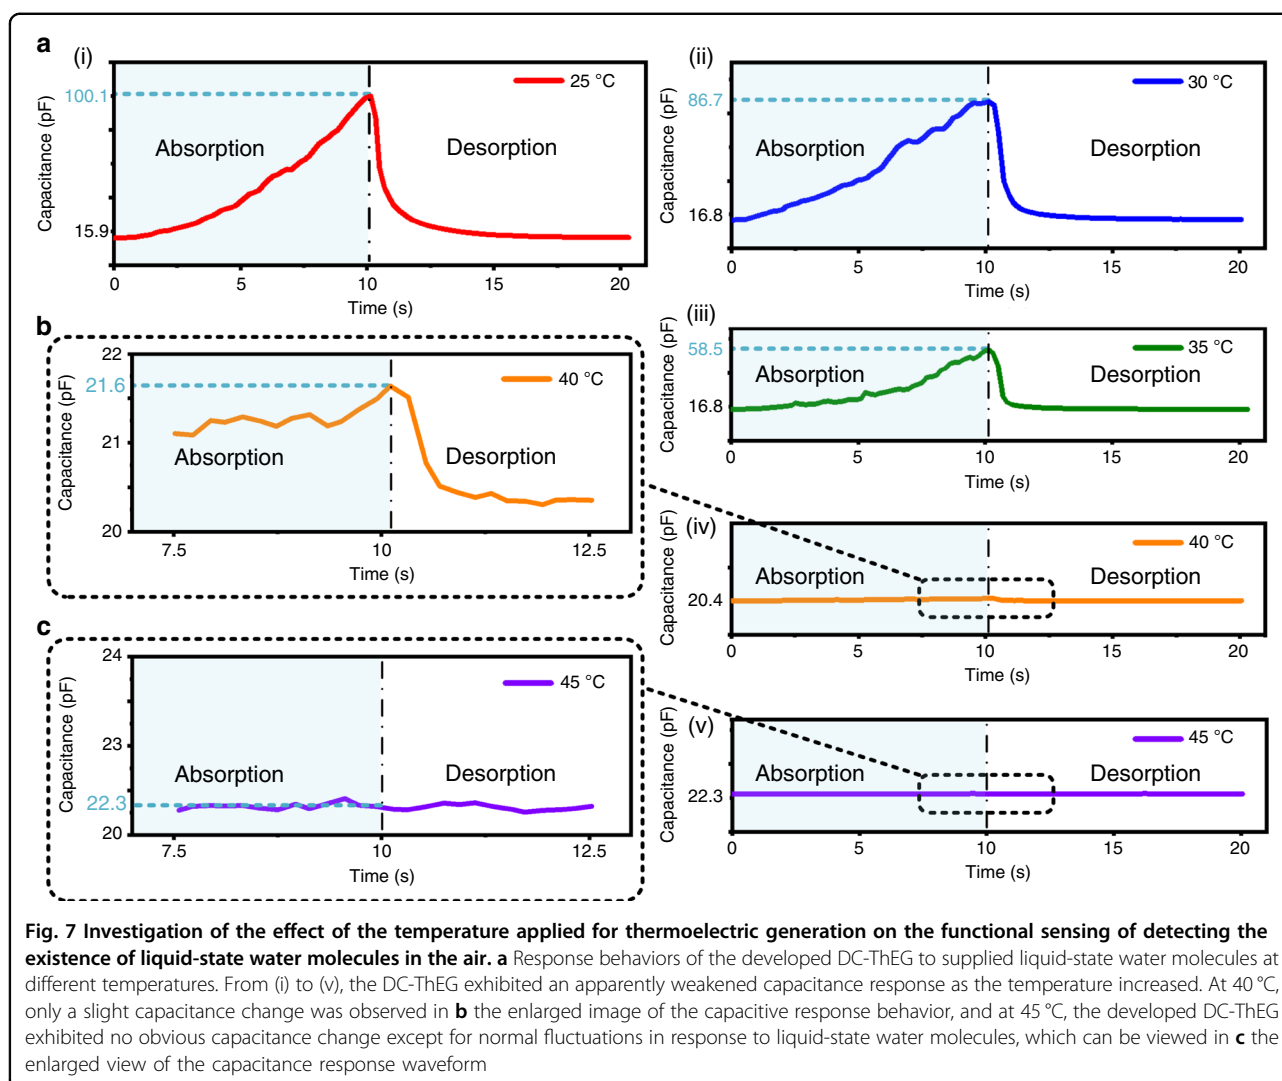 a
(i)
Capacitance (pF)
100.1
15.9
25 °C
Absorption
Desorption
0
5
10
15
20
Time (s)
(ii)
Capacitance (pF)
86.7
16.8
30 °C
Absorption
Desorption
0
5
10
15
20
Time (s)
b
Capacitance (pF)
22
21.6
21
20
40 °C
Absorption
Desorption
7.5
10
12.5
Time (s)
(iii)
Capacitance (pF)
58.5
16.8
35 °C
Absorption
Desorption
0
5
10
15
20
Time (s)
(iv)
Capacitance (pF)
20.4
40 °C
Absorption
Desorption
0
5
10
15
20
Time (s)
c
Capacitance (pF)
24
23
22.3
20
45 °C
Absorption
Desorption
7.5
10
12.5
Time (s)
(v)
Capacitance (pF)
22.3
45 °C
Absorption
Desorption
0
5
10
15
20
Time (s)
Fig. 7 Investigation of the effect of the temperature applied for thermoelectric generation on the functional sensing of detecting the
existence of liquid-state water molecules in the air. a Response behaviors of the developed DC-ThEG to supplied liquid-state water molecules at
different temperatures. From (i) to (v), the DC-ThEG exhibited an apparently weakened capacitance response as the temperature increased. At 40 °C,
only a slight capacitance change was observed in b the enlarged image of the capacitive response behavior, and at 45 °C, the developed DC-ThEG
exhibited no obvious capacitance change except for normal fluctuations in response to liquid-state water molecules, which can be viewed in c the
enlarged view of the capacitance response waveform